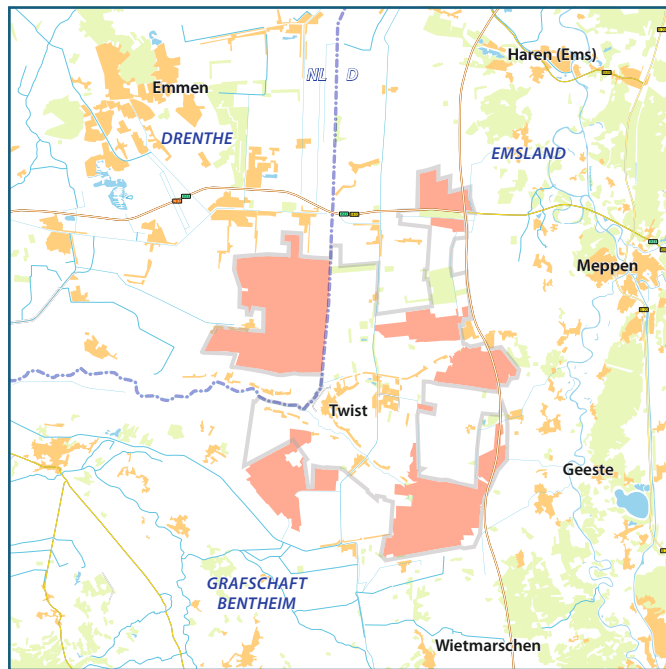 Haren (Ems)
NL D
Emmen
DRENTHE
EMSLAND
Meppen
Twist
Geeste
GRAFSCHAFT
BENTHEIM
Wietmarschen